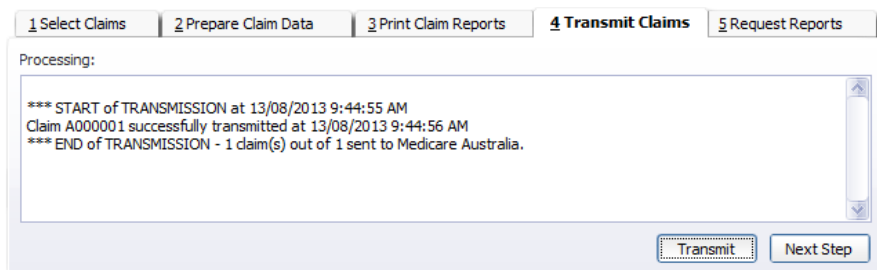 1 Select Claims
2 Prepare Claim Data
3 Print Claim Reports
4 Transmit Claims
5 Request Reports
Processing:
*** START of TRANSMISSION at 13/08/2013 9:44:55 AM
Claim A000001 successfully transmitted at 13/08/2013 9:44:56 AM
*** END of TRANSMISSION - 1 claim(s) out of 1 sent to Medicare Australia.
Transmit
Next Step